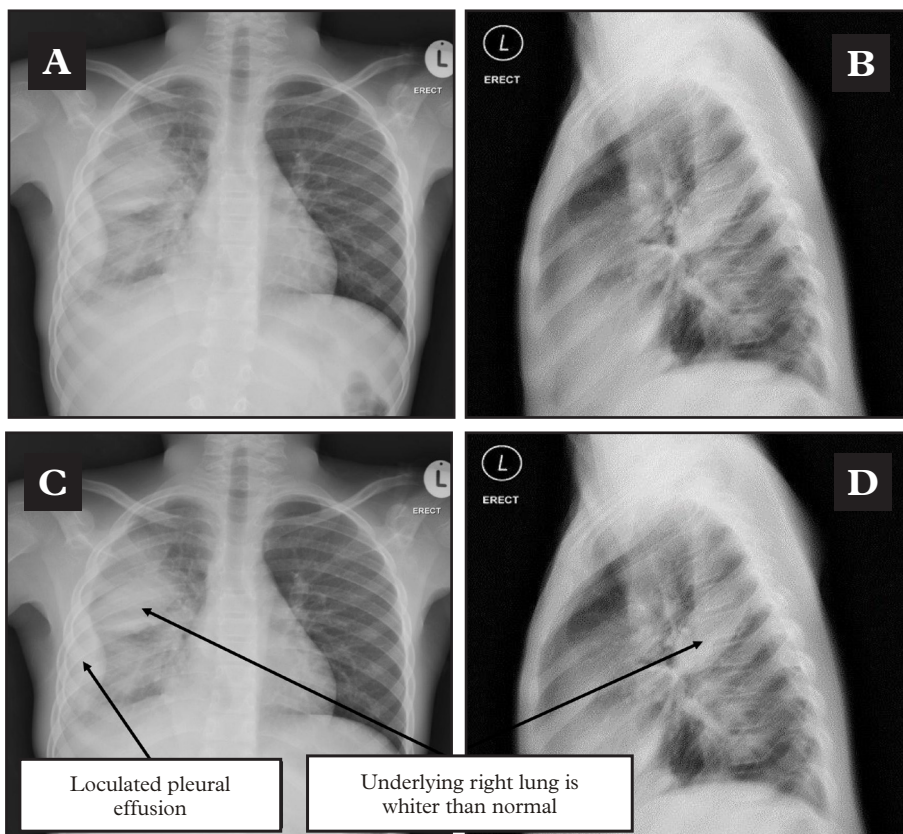 A
L
ERECT
L
ERECT
B
C
L
ERECT
L
ERECT
D
Loculated pleural
effusion
Underlying right lung is
whiter than normal